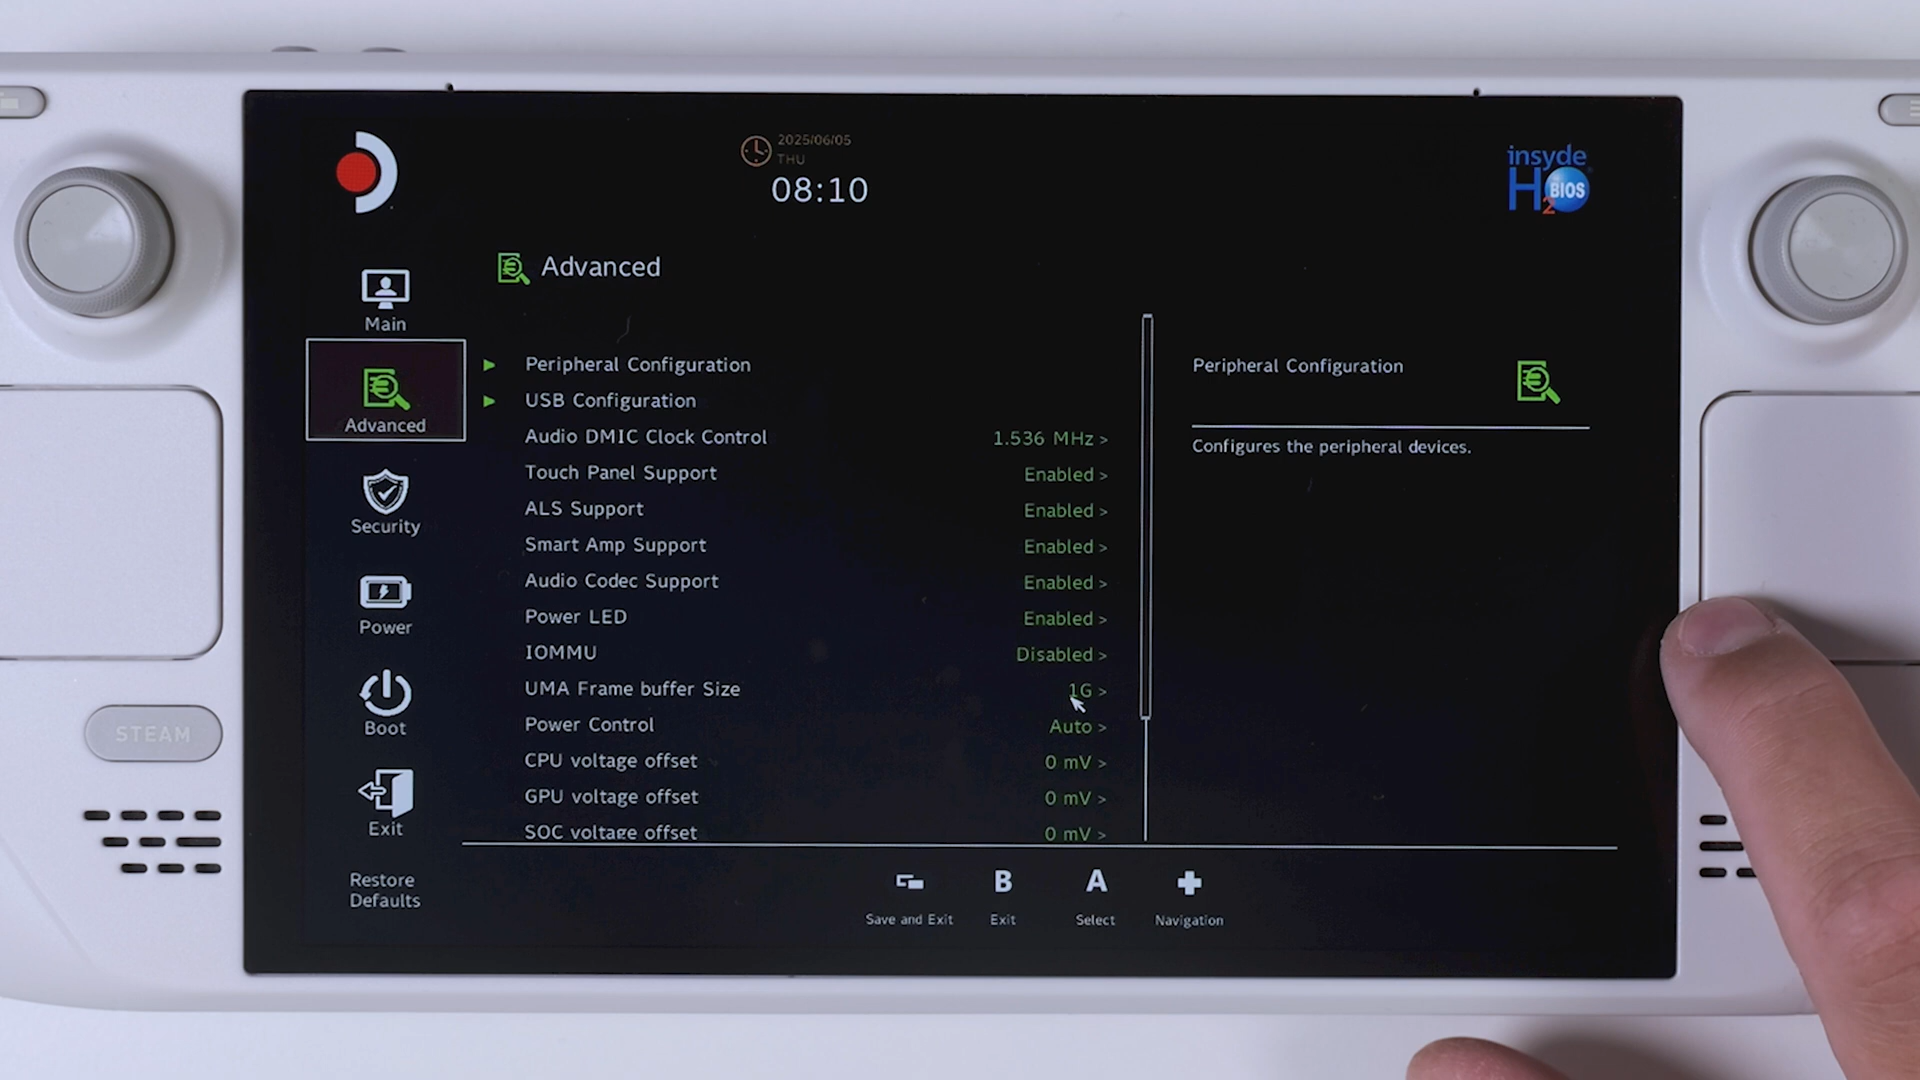 2025/06/05
THU
08:10
insyde
H2 BIOS
Main
Advanced
Security
Power
Boot
Exit
Restore
Defaults
STEAM
Advanced
Peripheral Configuration
USB Configuration
Audio DMIC Clock Control 1.536 MHz >
Touch Panel Support Enabled >
ALS Support Enabled >
Smart Amp Support Enabled >
Audio Codec Support Enabled >
Power LED Enabled >
IOMMU Disabled >
UMA Frame buffer Size 1G >
Power Control Auto >
CPU voltage offset 0 mV >
GPU voltage offset 0 mV >
SOC voltage offset 0 mV >
Peripheral Configuration
Configures the peripheral devices.
B A
Save and Exit Exit Select Navigation